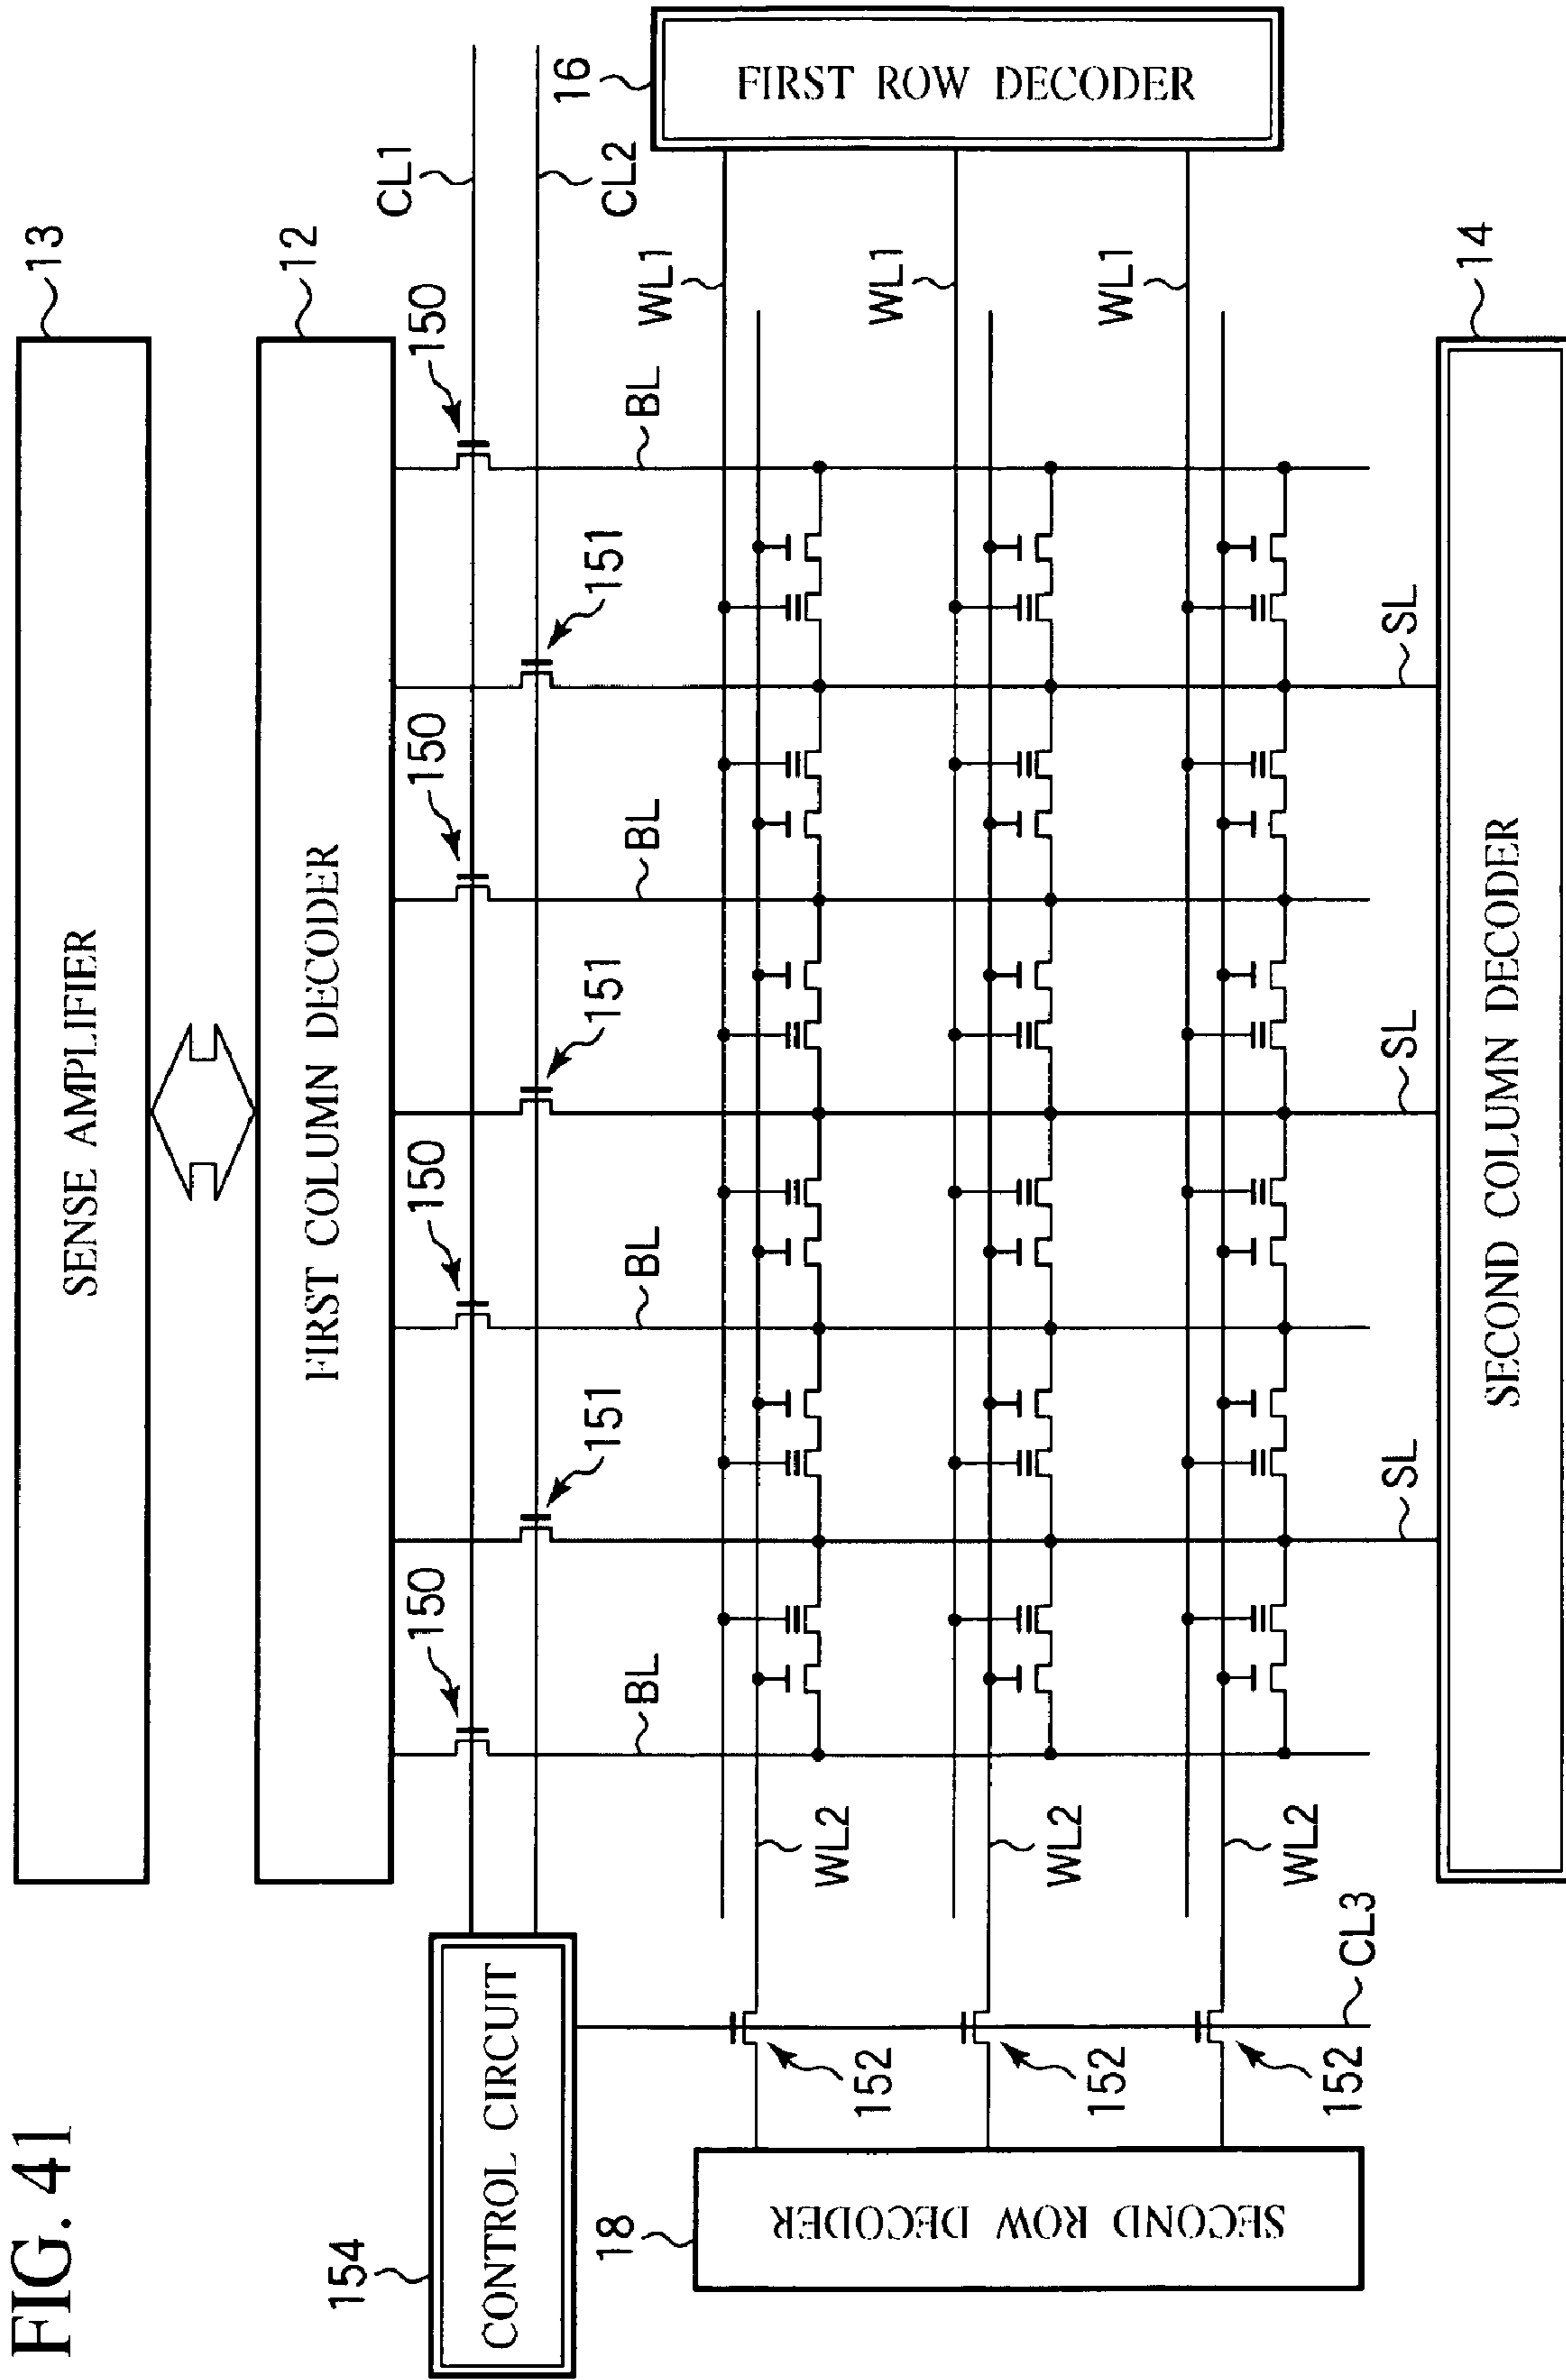 FIG. 41
SENSE AMPLIFIER
13
FIRST COLUMN DECODER
12
154
CONTROL CIRCUIT
150
150
150
150
CL1
151
151
151
CL2
16
FIRST ROW DECODER
BL
BL
BL
BL
WL1
WL2
18
SECOND ROW DECODER
152
WL1
WL2
152
WL1
WL2
152
CL3
SL
SL
SL
14
SECOND COLUMN DECODER